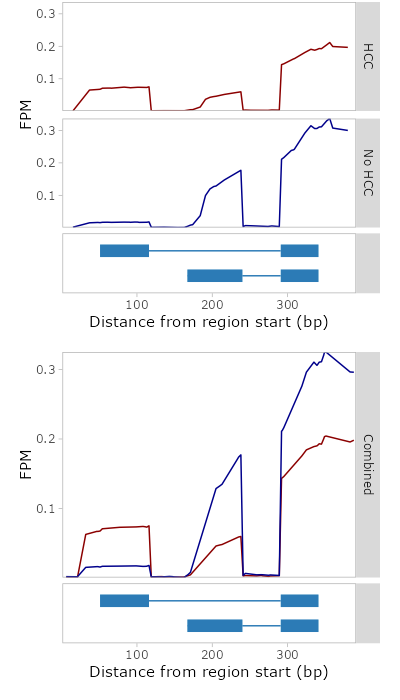 0.3
0.2
0.1
HCC
FPM
0.3
0.2
0.1
No HCC
100 200 300
Distance from region start (bp)
0.3
0.2
0.1
FPM
Combined
100 200 300
Distance from region start (bp)